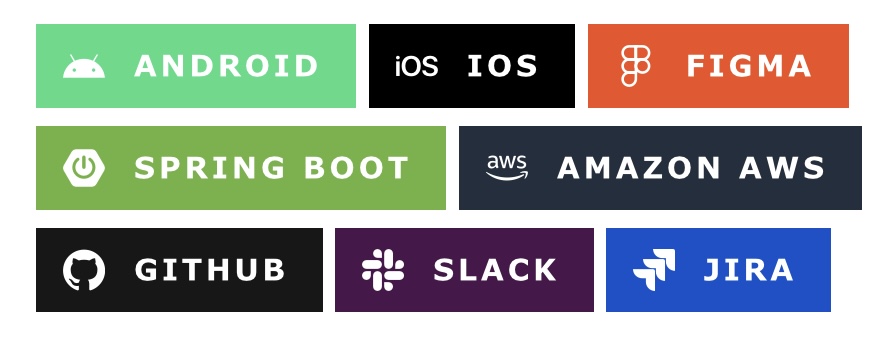 ANDROID iOS IOS FIGMA
SPRING BOOT aws AMAZON AWS
GITHUB SLACK JIRA